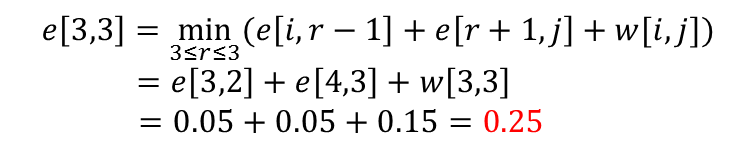 e[3,3] = min (e[i, r − 1] + e[r + 1, j] + w[i, j])
3≤r≤3
= e[3,2] + e[4,3] + w[3,3]
= 0.05 + 0.05 + 0.15 = 0.25